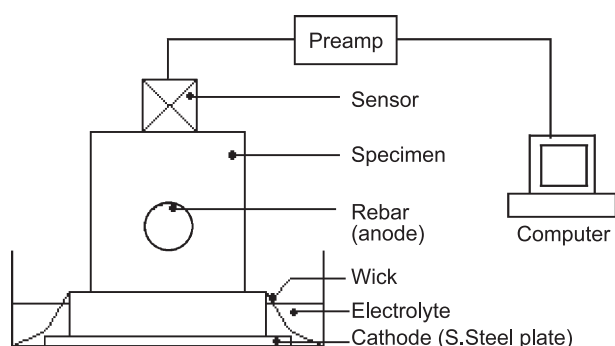 Preamp
Sensor
Specimen
Rebar
(anode)
Computer
Wick
Electrolyte
Cathode (S.Steel plate)